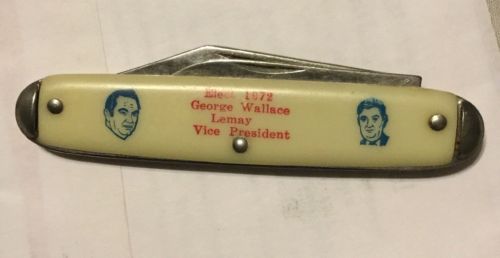 Elect 1972
George Wallace
Lemay
Vice President